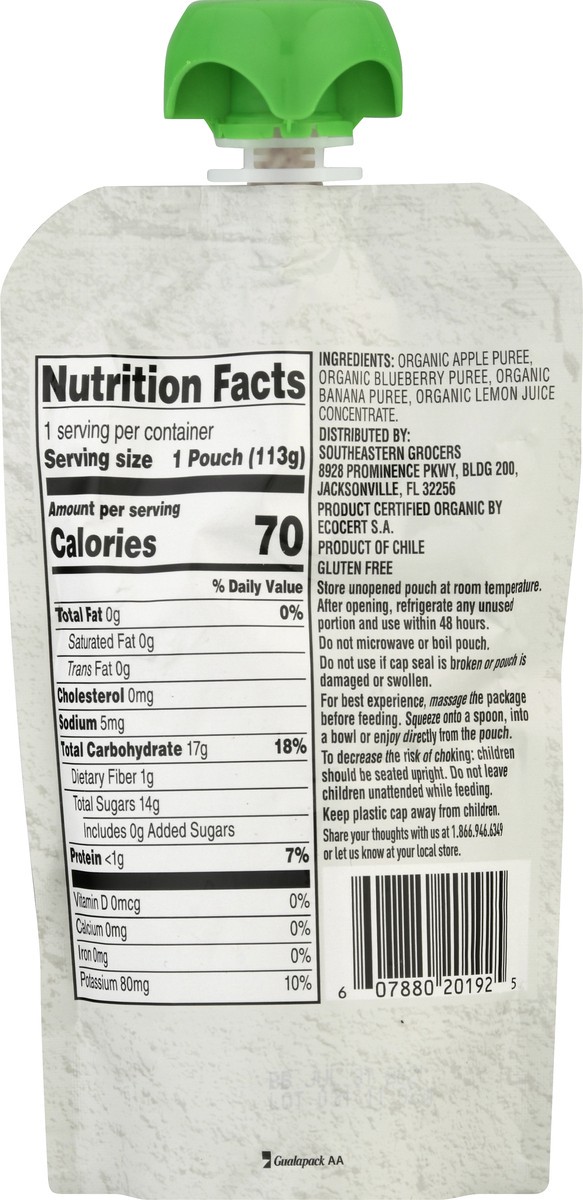 Nutrition Facts
1 serving per container
Serving size 1 Pouch (113g)
Amount per serving
Calories 70
% Daily Value
Total Fat 0g 0%
Saturated Fat 0g
Trans Fat 0g
Cholesterol 0mg
Sodium 5mg
Total Carbohydrate 17g 18%
Dietary Fiber 1g
Total Sugars 14g
Includes 0g Added Sugars
Protein <1g 7%
Vitamin D 0mcg 0%
Calcium 0mg 0%
Iron 0mg 0%
Potassium 80mg 10%
INGREDIENTS: ORGANIC APPLE PUREE,
ORGANIC BLUEBERRY PUREE, ORGANIC
BANANA PUREE, ORGANIC LEMON JUICE
CONCENTRATE.
DISTRIBUTED BY:
SOUTHEASTERN GROCERS
8928 PROMINENCE PKWY, BLDG 200,
JACKSONVILLE, FL 32256
PRODUCT CERTIFIED ORGANIC BY
ECOCERT S.A.
PRODUCT OF CHILE
GLUTEN FREE
Store unopened pouch at room temperature.
After opening, refrigerate any unused
portion and use within 48 hours.
Do not microwave or boil pouch.
Do not use if cap seal is broken or pouch is
damaged or swollen.
For best experience, massage the package
before feeding. Squeeze onto a spoon, into
a bowl or enjoy directly from the pouch.
To decrease the risk of choking: children
should be seated upright. Do not leave
children unattended while feeding.
Keep plastic cap away from children.
Share your thoughts with us at 1.866.946.6349
or let us know at your local store.
6 07880 20192 5
Gualapack AA